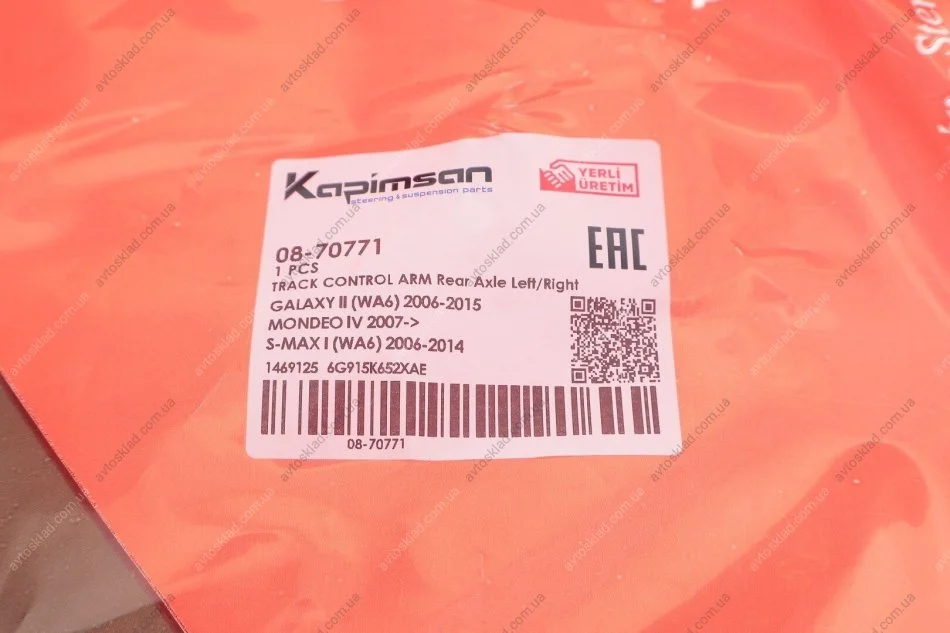 Kapimsan
steering & suspension parts
YERLİ
ÜRETİM
08-70771
1 PCS
EAC
TRACK CONTROL ARM Rear Axle Left/Right
GALAXY II (WA6) 2006-2015
MONDEO IV 2007->
S-MAX I (WA6) 2006-2014
1469125 6G915K652XAE
08-70771
avtosklad.com.ua